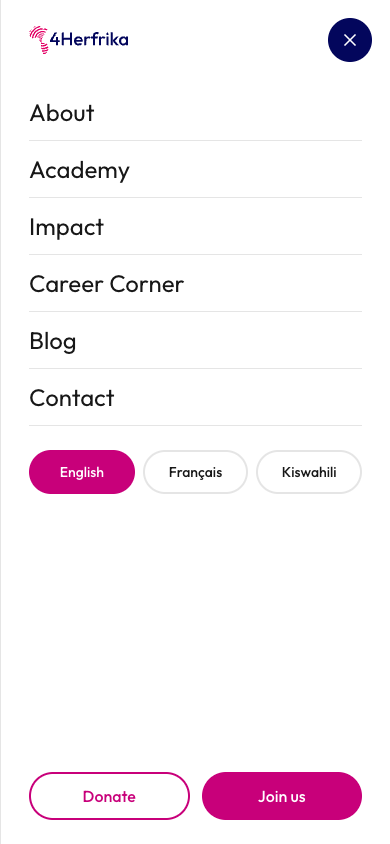 4Herfrika
About
Academy
Impact
Career Corner
Blog
Contact
English Français Kiswahili
Donate Join us